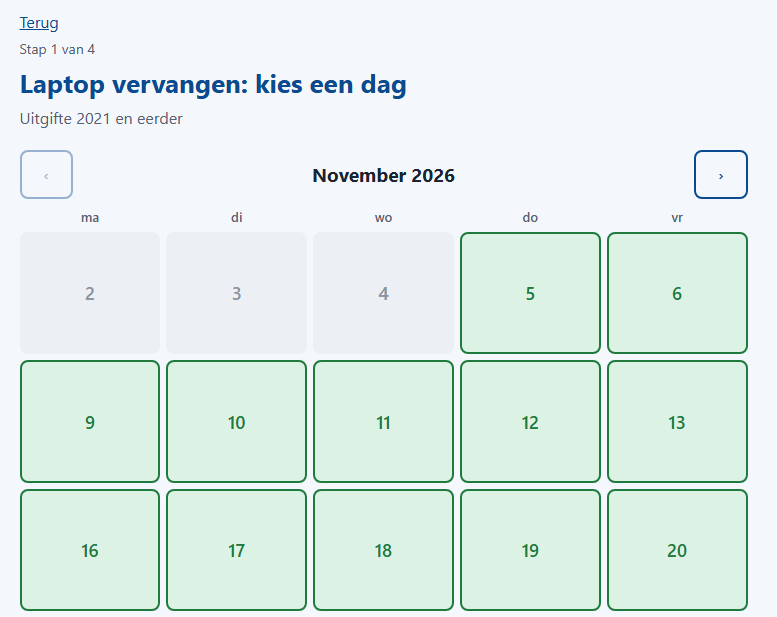 Terug
Stap 1 van 4
Laptop vervangen: kies een dag
Uitgifte 2021 en eerder
‹ November 2026 ›
ma di wo do vr
2 3 4 5 6
9 10 11 12 13
16 17 18 19 20